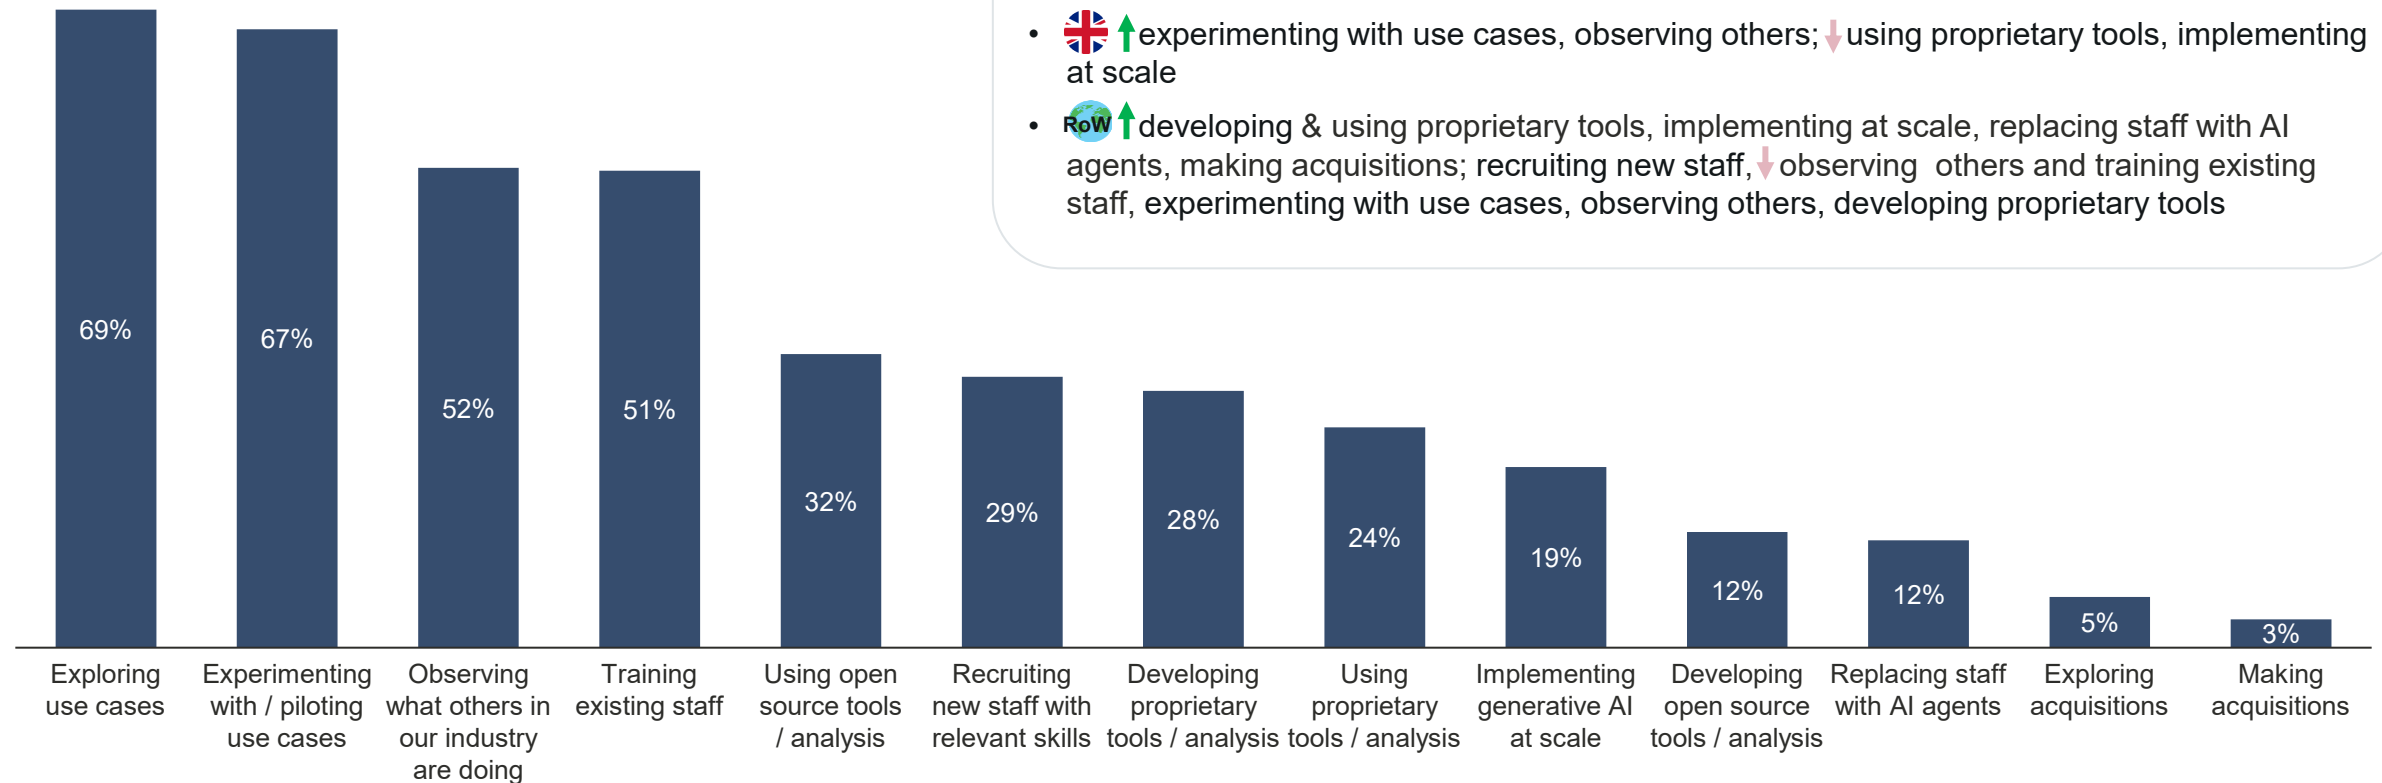 • experimenting with use cases, observing others; using proprietary tools, implementing
at scale
• RoW developing & using proprietary tools, implementing at scale, replacing staff with AI
agents, making acquisitions; recruiting new staff, observing others and training existing
staff, experimenting with use cases, observing others, developing proprietary tools
69%
67%
52%
51%
32%
29%
28%
24%
19%
12%
12%
5%
3%
Exploring
use cases
Experimenting
with / piloting
use cases
Observing
what others in
our industry
are doing
Training
existing staff
Using open
source tools
/ analysis
Recruiting
new staff with
relevant skills
Developing
proprietary
tools / analysis
Using
proprietary
tools / analysis
Implementing
generative AI
at scale
Developing
open source
tools / analysis
Replacing staff
with AI agents
Exploring
acquisitions
Making
acquisitions